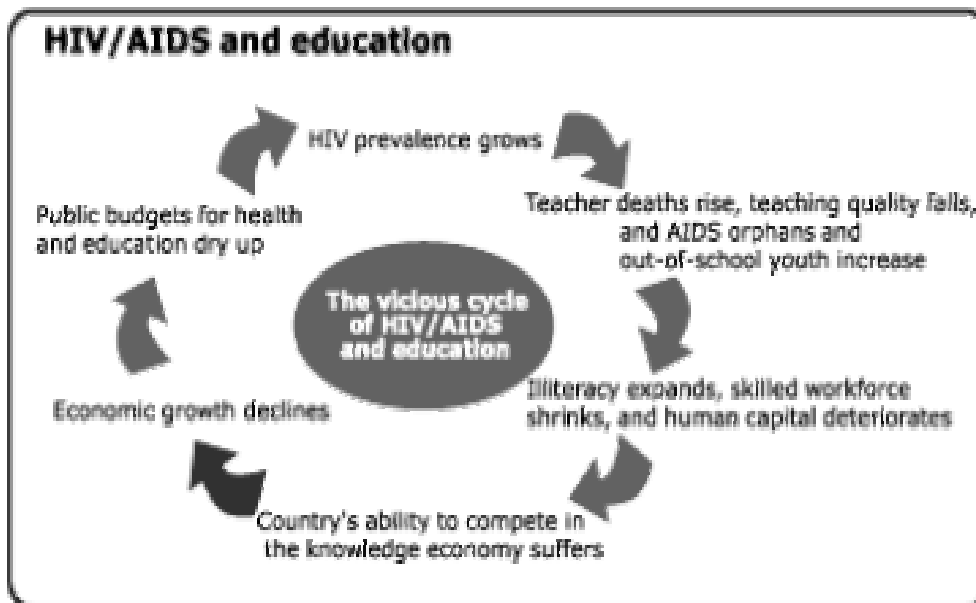 HIV/AIDS and education
HIV prevalence grows
Teacher deaths rise, teaching quality falls,
and AIDS orphans and
out-of-school youth increase
Illiteracy expands, skilled workforce
shrinks, and human capital deteriorates
Country's ability to compete in
the knowledge economy suffers
Economic growth declines
Public budgets for health
and education dry up
The vicious cycle
of HIV/AIDS
and education